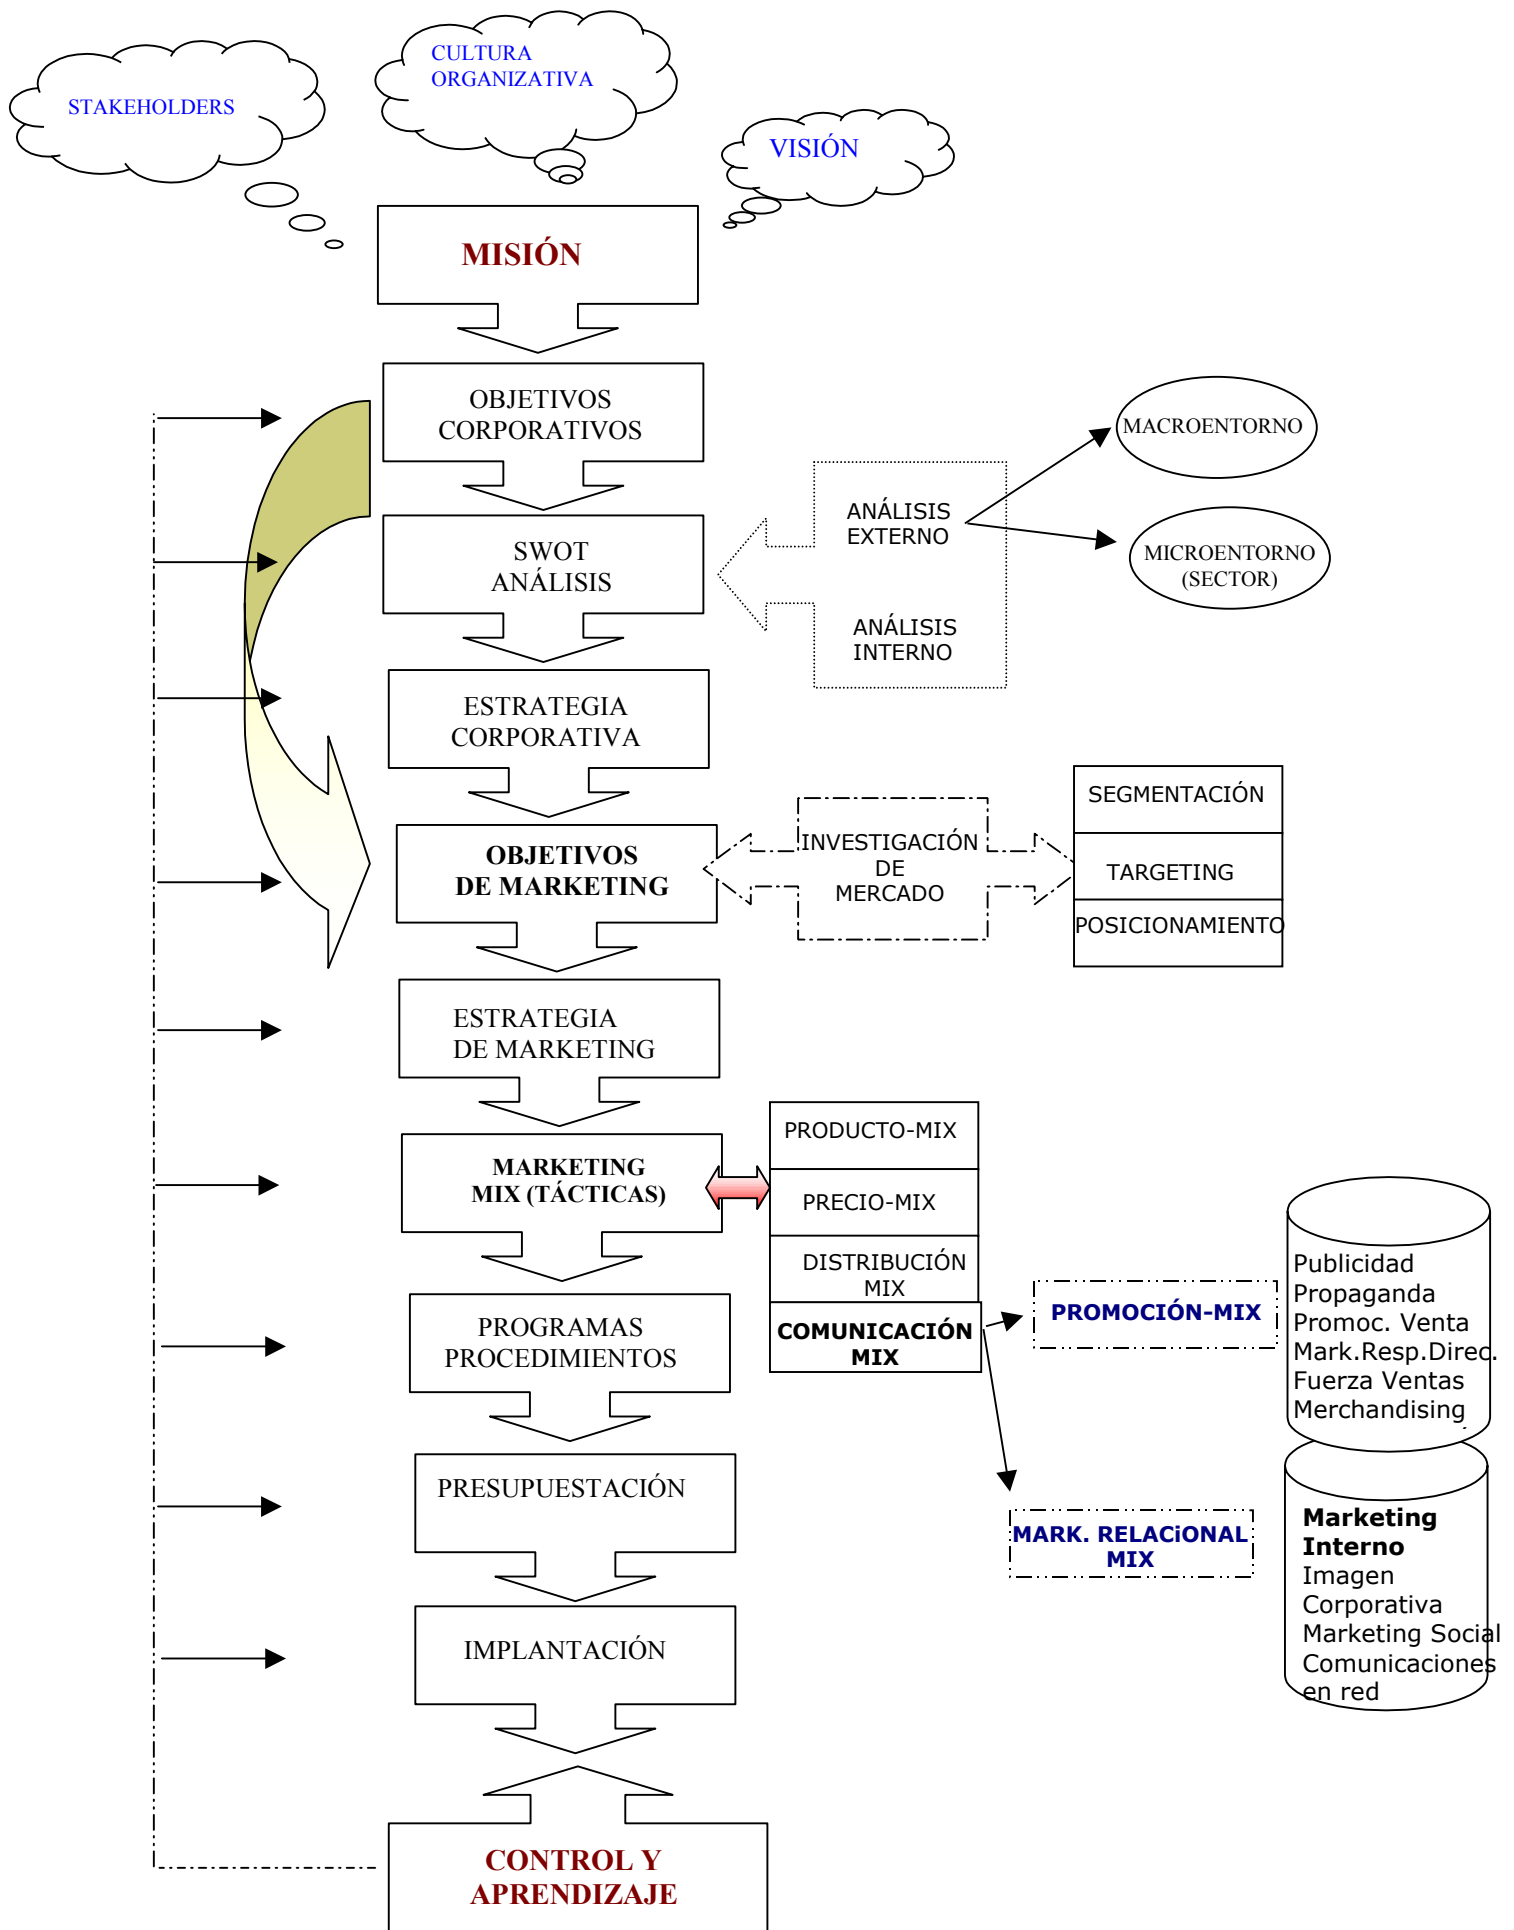 CULTURA
ORGANIZATIVA
STAKEHOLDERS
VISIÓN
MISIÓN
OBJETIVOS
CORPORATIVOS
MACROENTORNO
ANÁLISIS
EXTERNO
SWOT
ANÁLISIS
MICROENTORNO
(SECTOR)
ANÁLISIS
INTERNO
ESTRATEGIA
CORPORATIVA
SEGMENTACIÓN
OBJETIVOS
DE MARKETING
INVESTIGACIÓN
DE
MERCADO
TARGETING
POSICIONAMIENTO
ESTRATEGIA
DE MARKETING
PRODUCTO-MIX
MARKETING
MIX (TÁCTICAS)
PRECIO-MIX
DISTRIBUCIÓN
MIX
COMUNICACIÓN
MIX
PROMOCIÓN-MIX
Publicidad
Propaganda
Promoc. Venta
Mark.Resp.Direc.
Fuerza Ventas
Merchandising
PROGRAMAS
PROCEDIMIENTOS
PRESUPUESTACIÓN
MARK. RELACiONAL
MIX
Marketing
Interno
Imagen
Corporativa
Marketing Social
Comunicaciones
en red
IMPLANTACIÓN
CONTROL Y
APRENDIZAJE